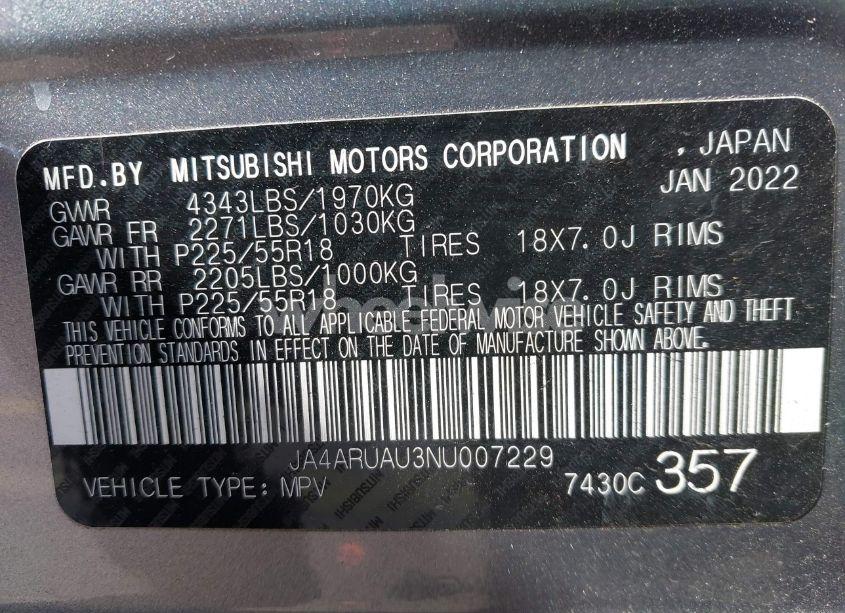 MFD.BY MITSUBISHI MOTORS CORPORATION , JAPAN
JAN 2022
GVWR 4343LBS/1970KG
GAWR FR 2271LBS/1030KG
WITH P225/55R18 TIRES 18X7.0J RIMS
GAWR RR 2205LBS/1000KG
WITH P225/55R18 TIRES 18X7.0J RIMS
THIS VEHICLE CONFORMS TO ALL APPLICABLE FEDERAL MOTOR VEHICLE SAFETY AND THEFT
PREVENTION STANDARDS IN EFFECT ON THE DATE OF MANUFACTURE SHOWN ABOVE.
JA4ARUAU3NU007229
VEHICLE TYPE: MPV 7430C 357